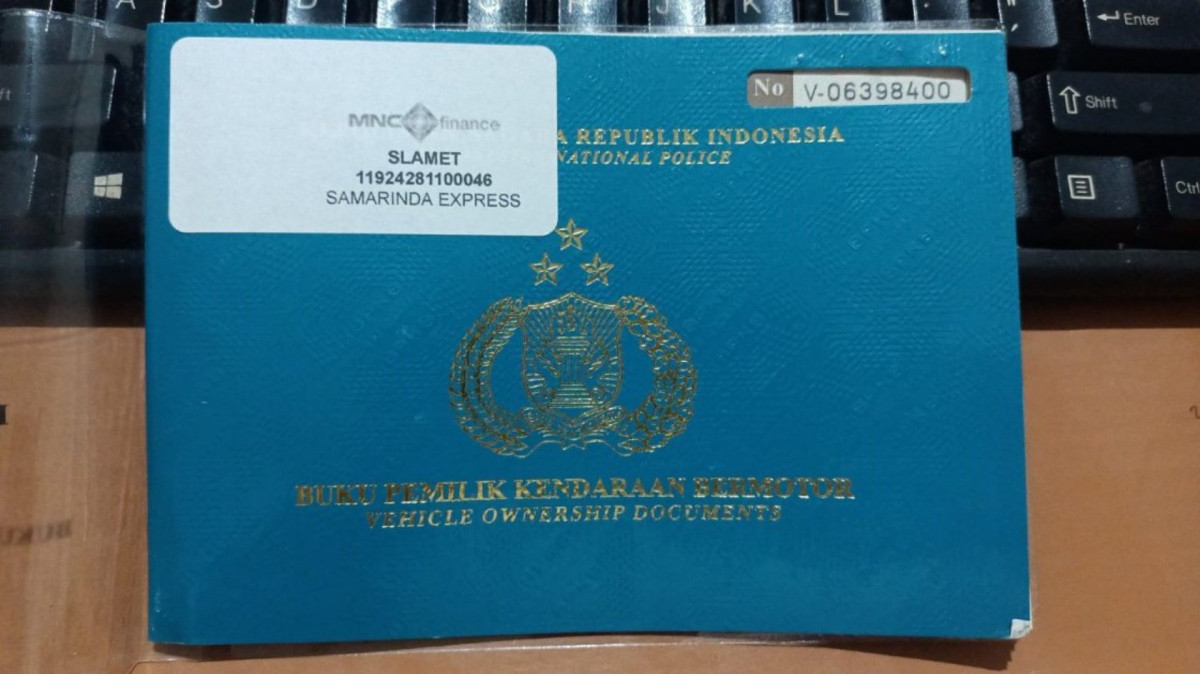 A S D F G H J K L
Enter
Shift
Ctrl
No V-06398400
MNC finance
SLAMET
11924281100046
SAMARINDA EXPRESS
A REPUBLIK INDONESIA
NATIONAL POLICE
BUKU PEMILIK KENDARAAN BERMOTOR
VEHICLE OWNERSHIP DOCUMENTS